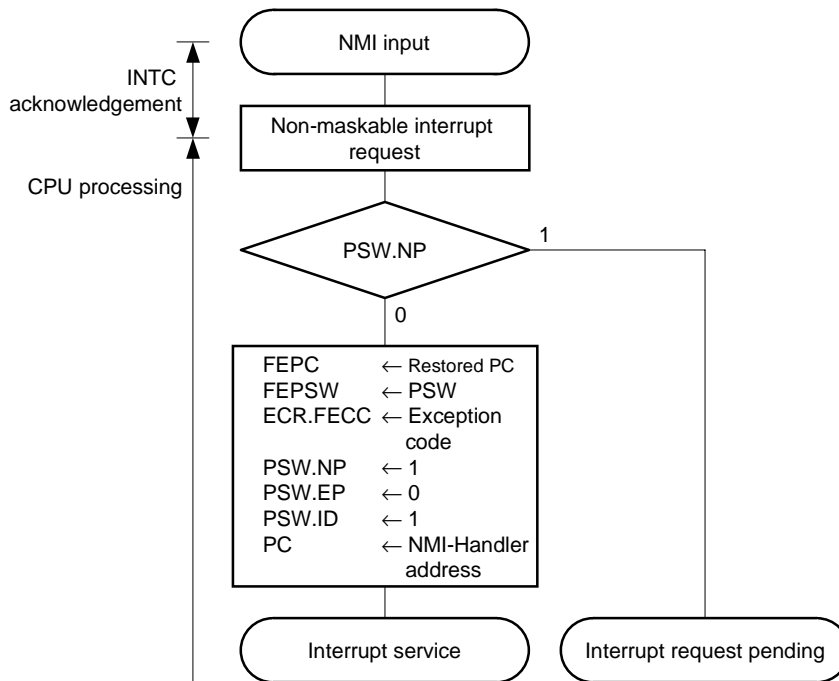 NMI input
INTC
acknowledgement
Non-maskable interrupt
request
CPU processing
PSW.NP
1
0
FEPC ← Restored PC
FEPSW ← PSW
ECR.FECC ← Exception
code
PSW.NP ← 1
PSW.EP ← 0
PSW.ID ← 1
PC ← NMI-Handler
address
Interrupt service
Interrupt request pending